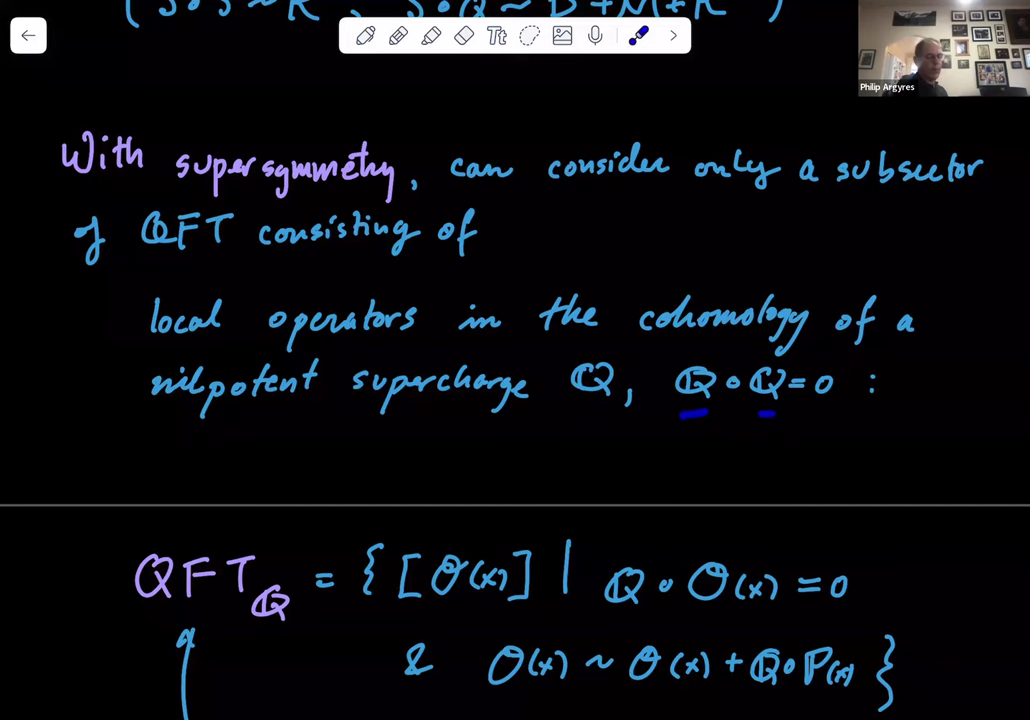 ( S∘S~K, S∘Q ~ D+M+R )
Tt
Philip Argyres
With supersymmetry, can consider only a subsector
of QFT consisting of
local operators in the cohomology of a
nilpotent supercharge ℚ, ℚ∘ℚ=0 :
QFT_ℚ = { [O(x)] | ℚ∘O(x) = 0
& O(x) ~ O(x) + ℚ∘P(x) }